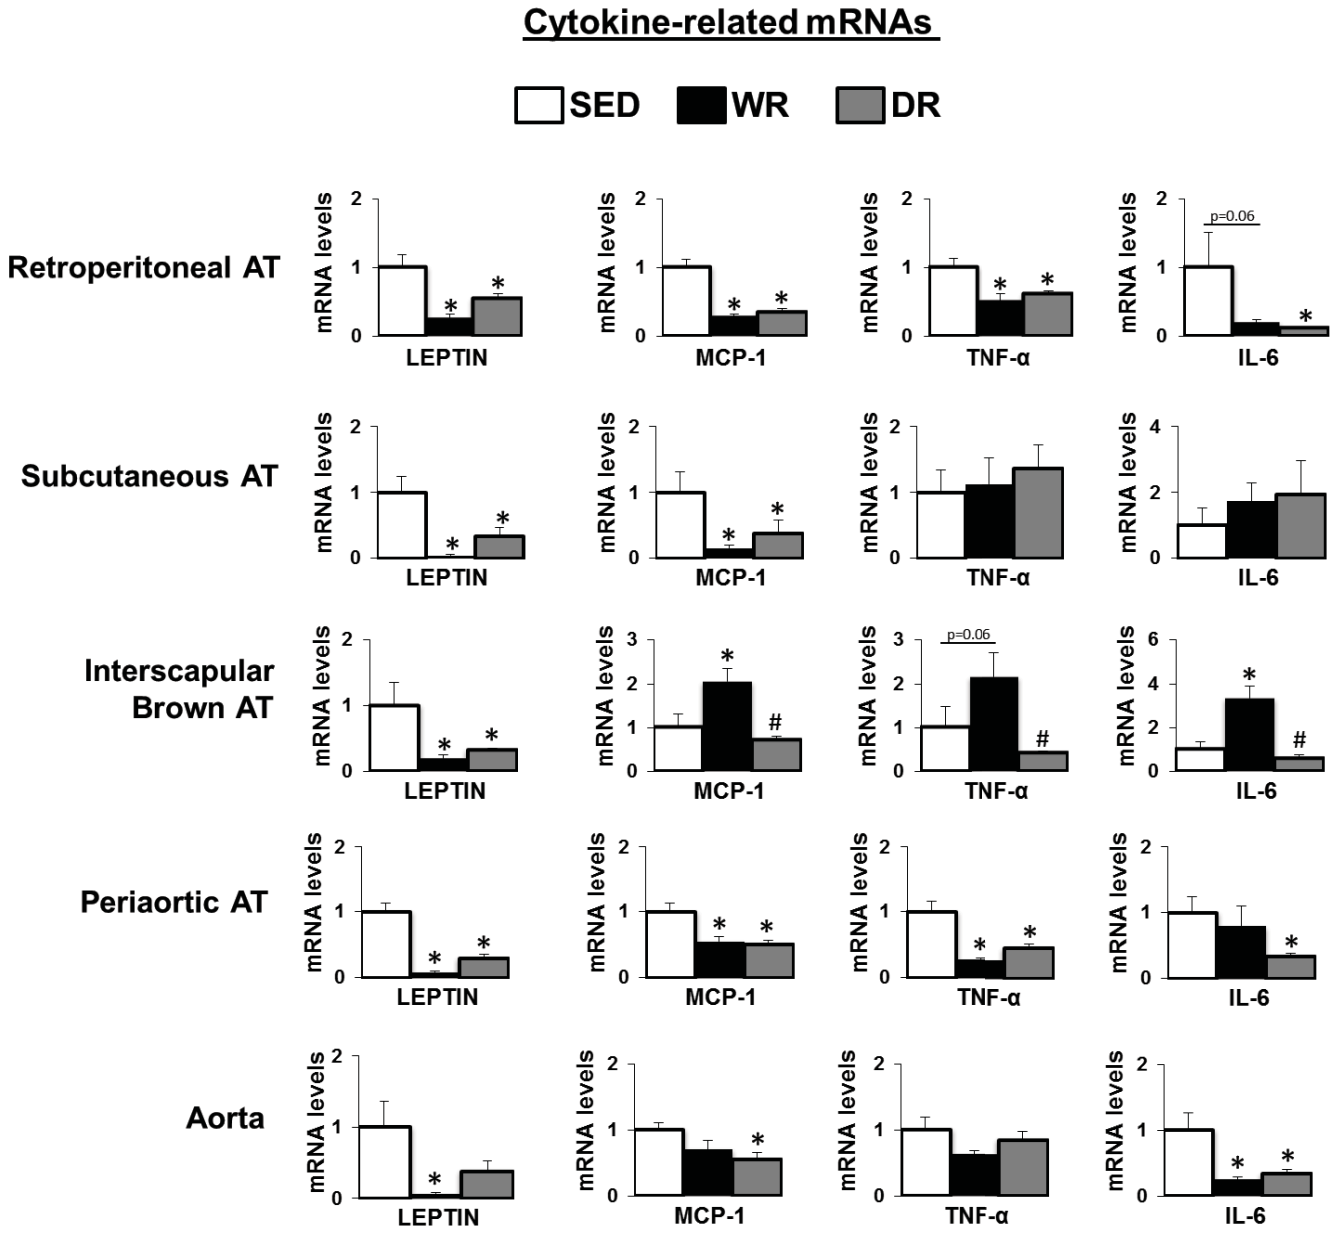 Cytokine-related mRNAs
SED WR DR
Retroperitoneal AT
mRNA levels 2 1 0 * * LEPTIN
mRNA levels 2 1 0 * * MCP-1
mRNA levels 2 1 0 * * TNF-α
mRNA levels 2 1 0 p=0.06 * IL-6
Subcutaneous AT
mRNA levels 2 1 0 * * LEPTIN
mRNA levels 2 1 0 * * MCP-1
mRNA levels 2 1 0 TNF-α
mRNA levels 4 2 0 IL-6
Interscapular
Brown AT
mRNA levels 2 1 0 * * LEPTIN
mRNA levels 3 2 1 0 * # MCP-1
mRNA levels 3 2 1 0 p=0.06 # TNF-α
mRNA levels 6 4 2 0 * # IL-6
Periaortic AT
mRNA levels 2 1 0 * * LEPTIN
mRNA levels 2 1 0 * * MCP-1
mRNA levels 2 1 0 * * TNF-α
mRNA levels 2 1 0 * IL-6
Aorta
mRNA levels 2 1 0 * LEPTIN
mRNA levels 2 1 0 * MCP-1
mRNA levels 2 1 0 TNF-α
mRNA levels 2 1 0 * * IL-6